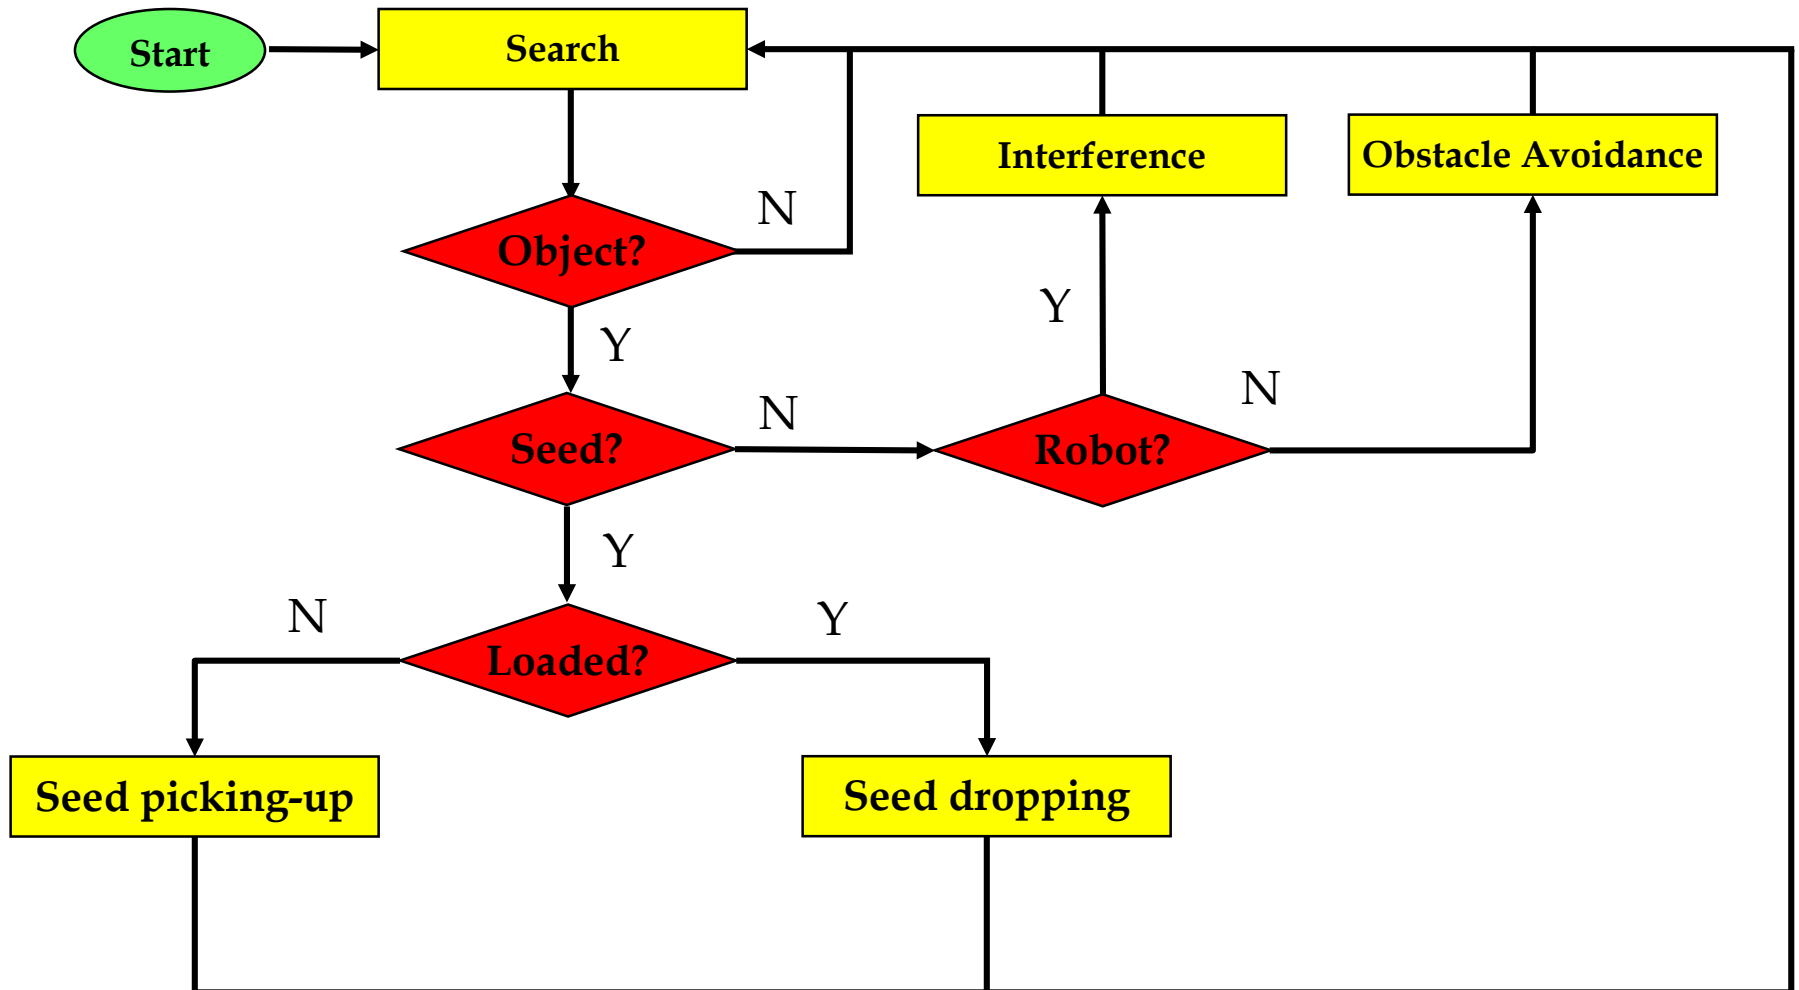 Start
Search
Interference
Obstacle Avoidance
N
Object?
Y
Y
N
Seed?
N
Robot?
Y
N
Y
Loaded?
Seed picking-up
Seed dropping